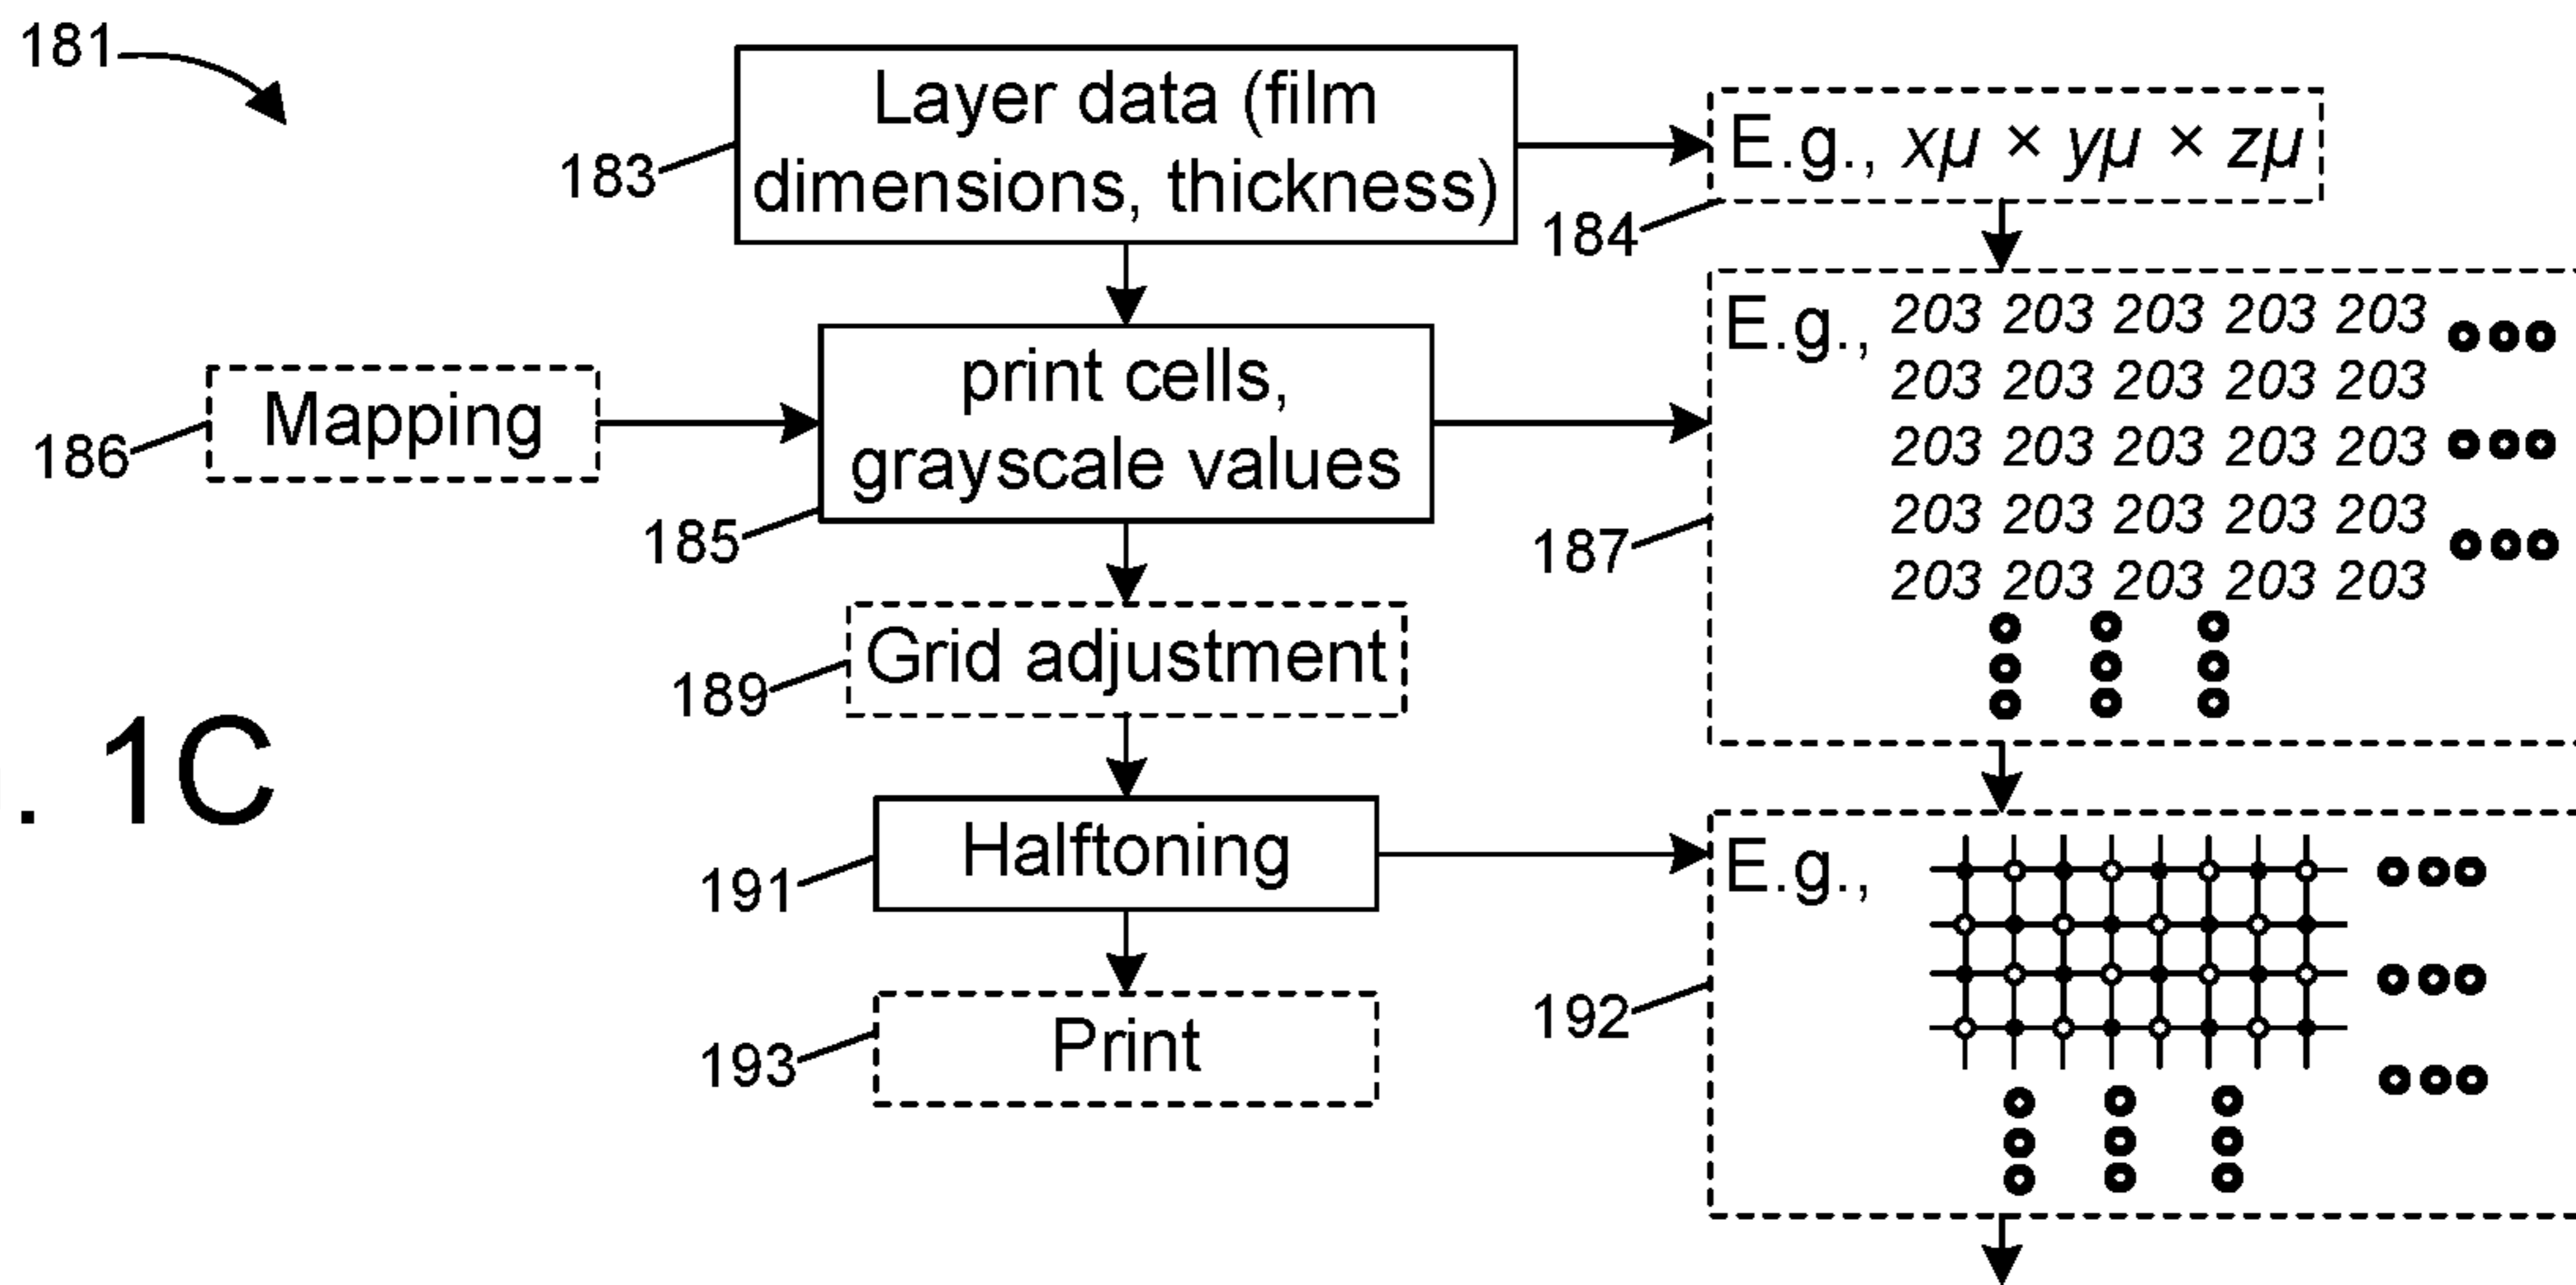 181
Layer data (film
dimensions, thickness)
183
E.g., xµ × yµ × zµ
184
Mapping
186
print cells,
grayscale values
185
E.g., 203 203 203 203 203
203 203 203 203 203
203 203 203 203 203
203 203 203 203 203
203 203 203 203 203
187
Grid adjustment
189
. 1C
Halftoning
191
E.g.,
192
Print
193